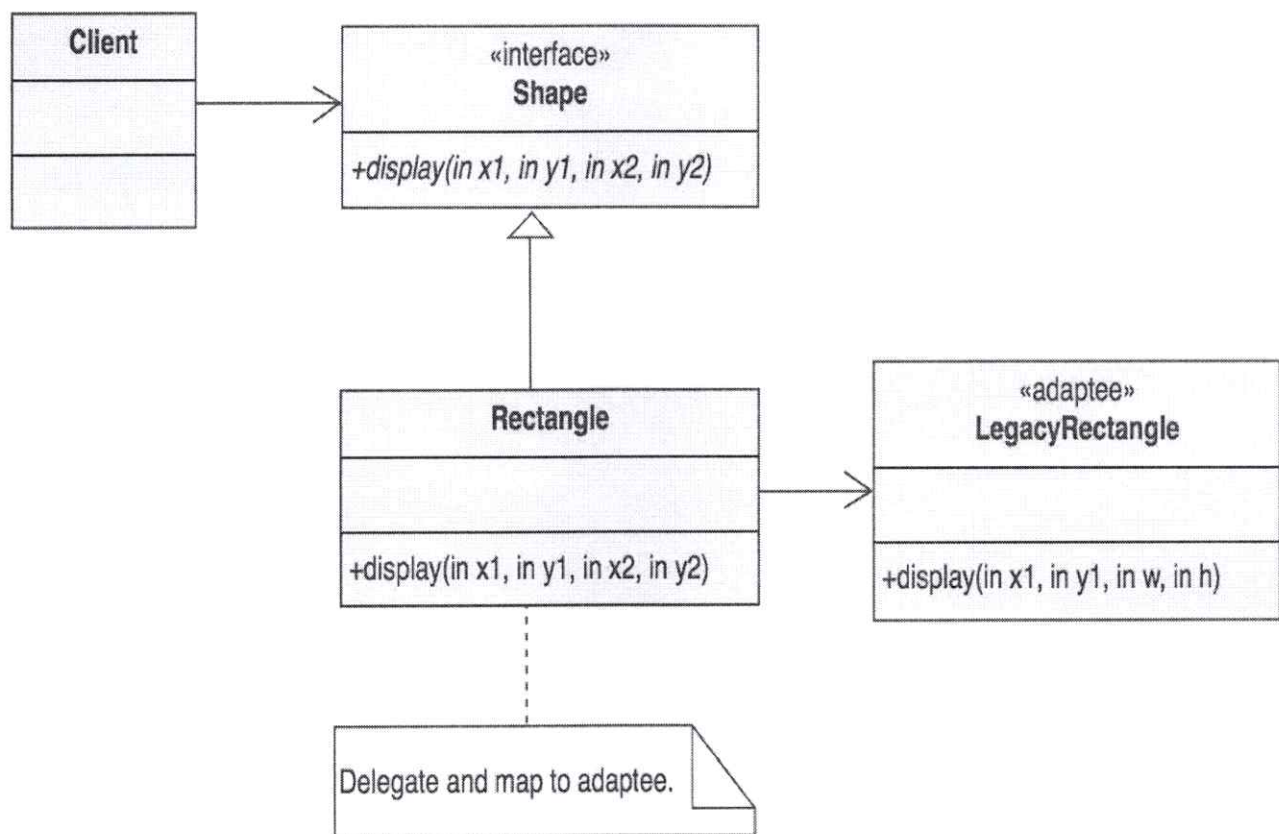 Client
«interface»
Shape
+display(in x1, in y1, in x2, in y2)
Rectangle
+display(in x1, in y1, in x2, in y2)
«adaptee»
LegacyRectangle
+display(in x1, in y1, in w, in h)
Delegate and map to adaptee.